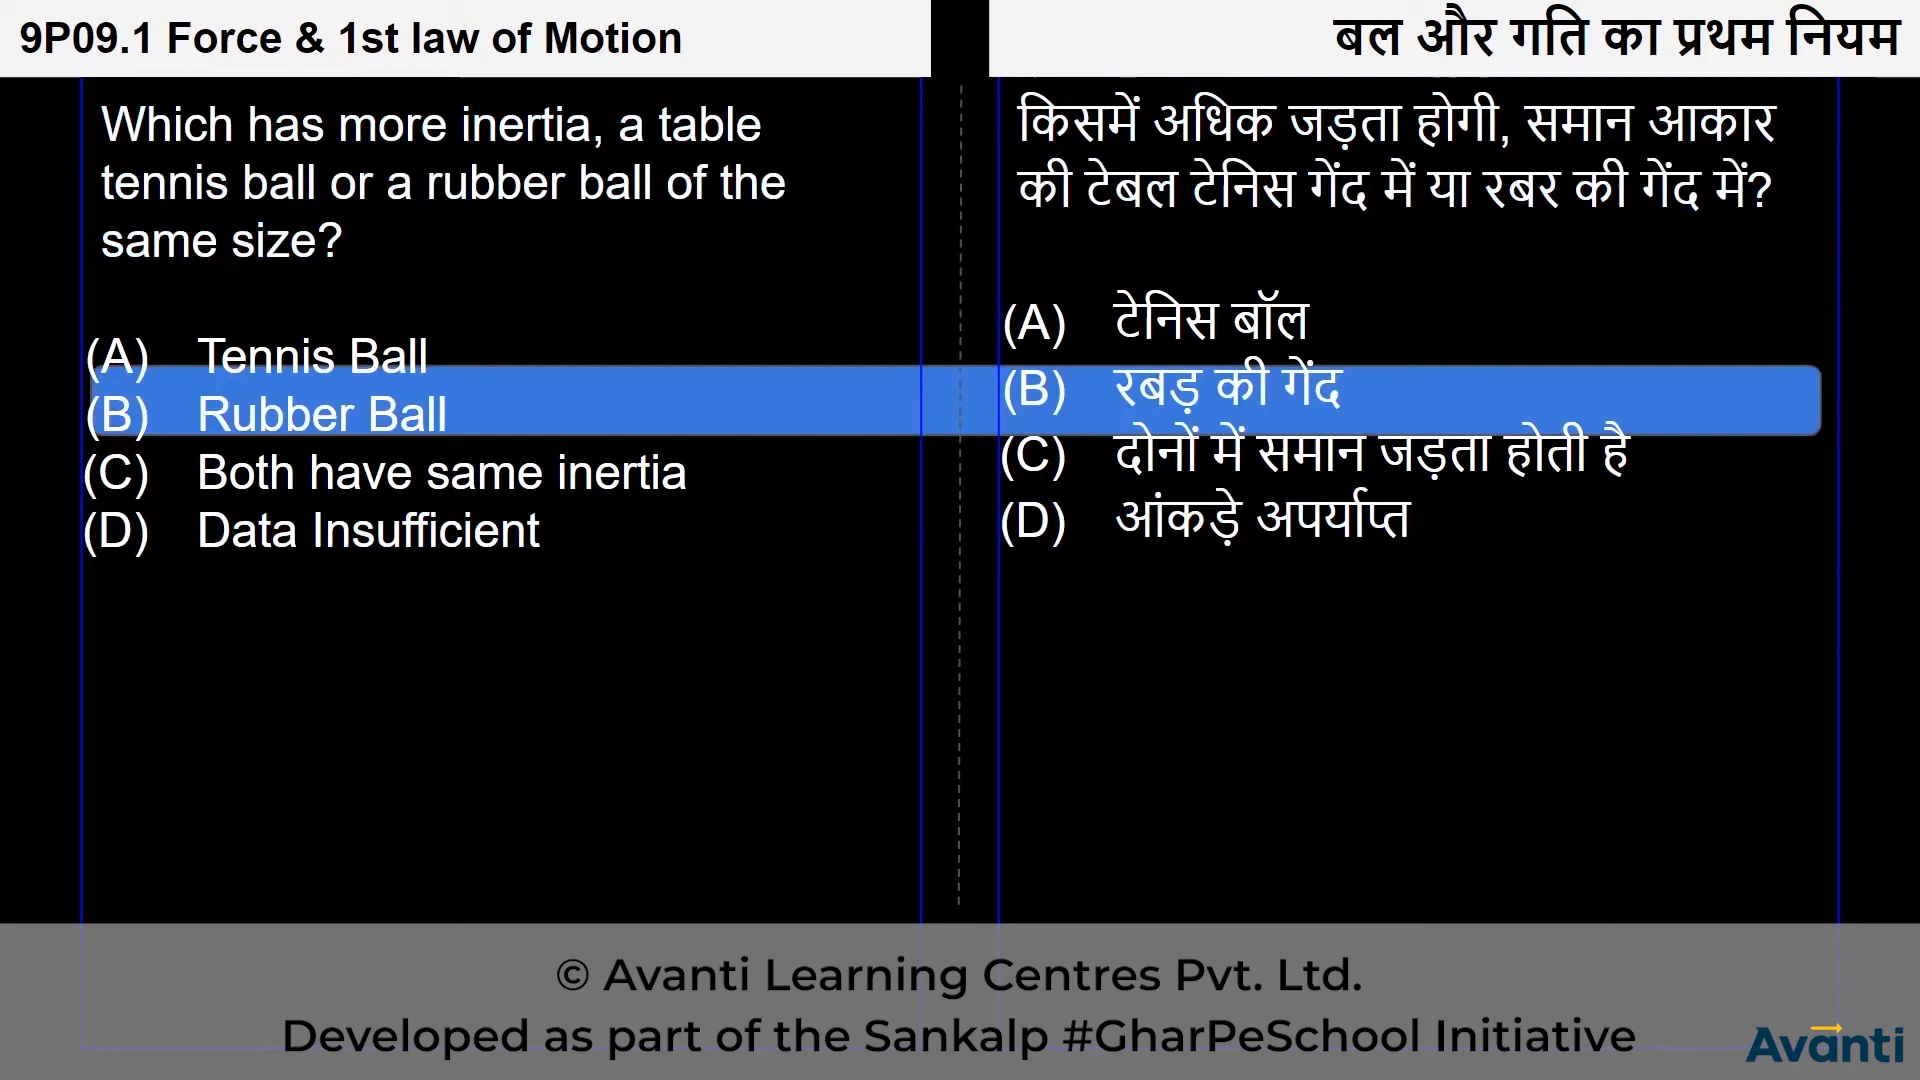 9P09.1 Force & 1st law of Motion
बल और गति का प्रथम नियम
Which has more inertia, a table
tennis ball or a rubber ball of the
same size?
(A) Tennis Ball
(B) Rubber Ball
(C) Both have same inertia
(D) Data Insufficient
किसमें अधिक जड़ता होगी, समान आकार
की टेबल टेनिस गेंद में या रबर की गेंद में?
(A) टेनिस बॉल
(B) रबड़ की गेंद
(C) दोनों में समान जड़ता होती है
(D) आंकड़े अपर्याप्त
© Avanti Learning Centres Pvt. Ltd.
Developed as part of the Sankalp #GharPeSchool Initiative
Avanti